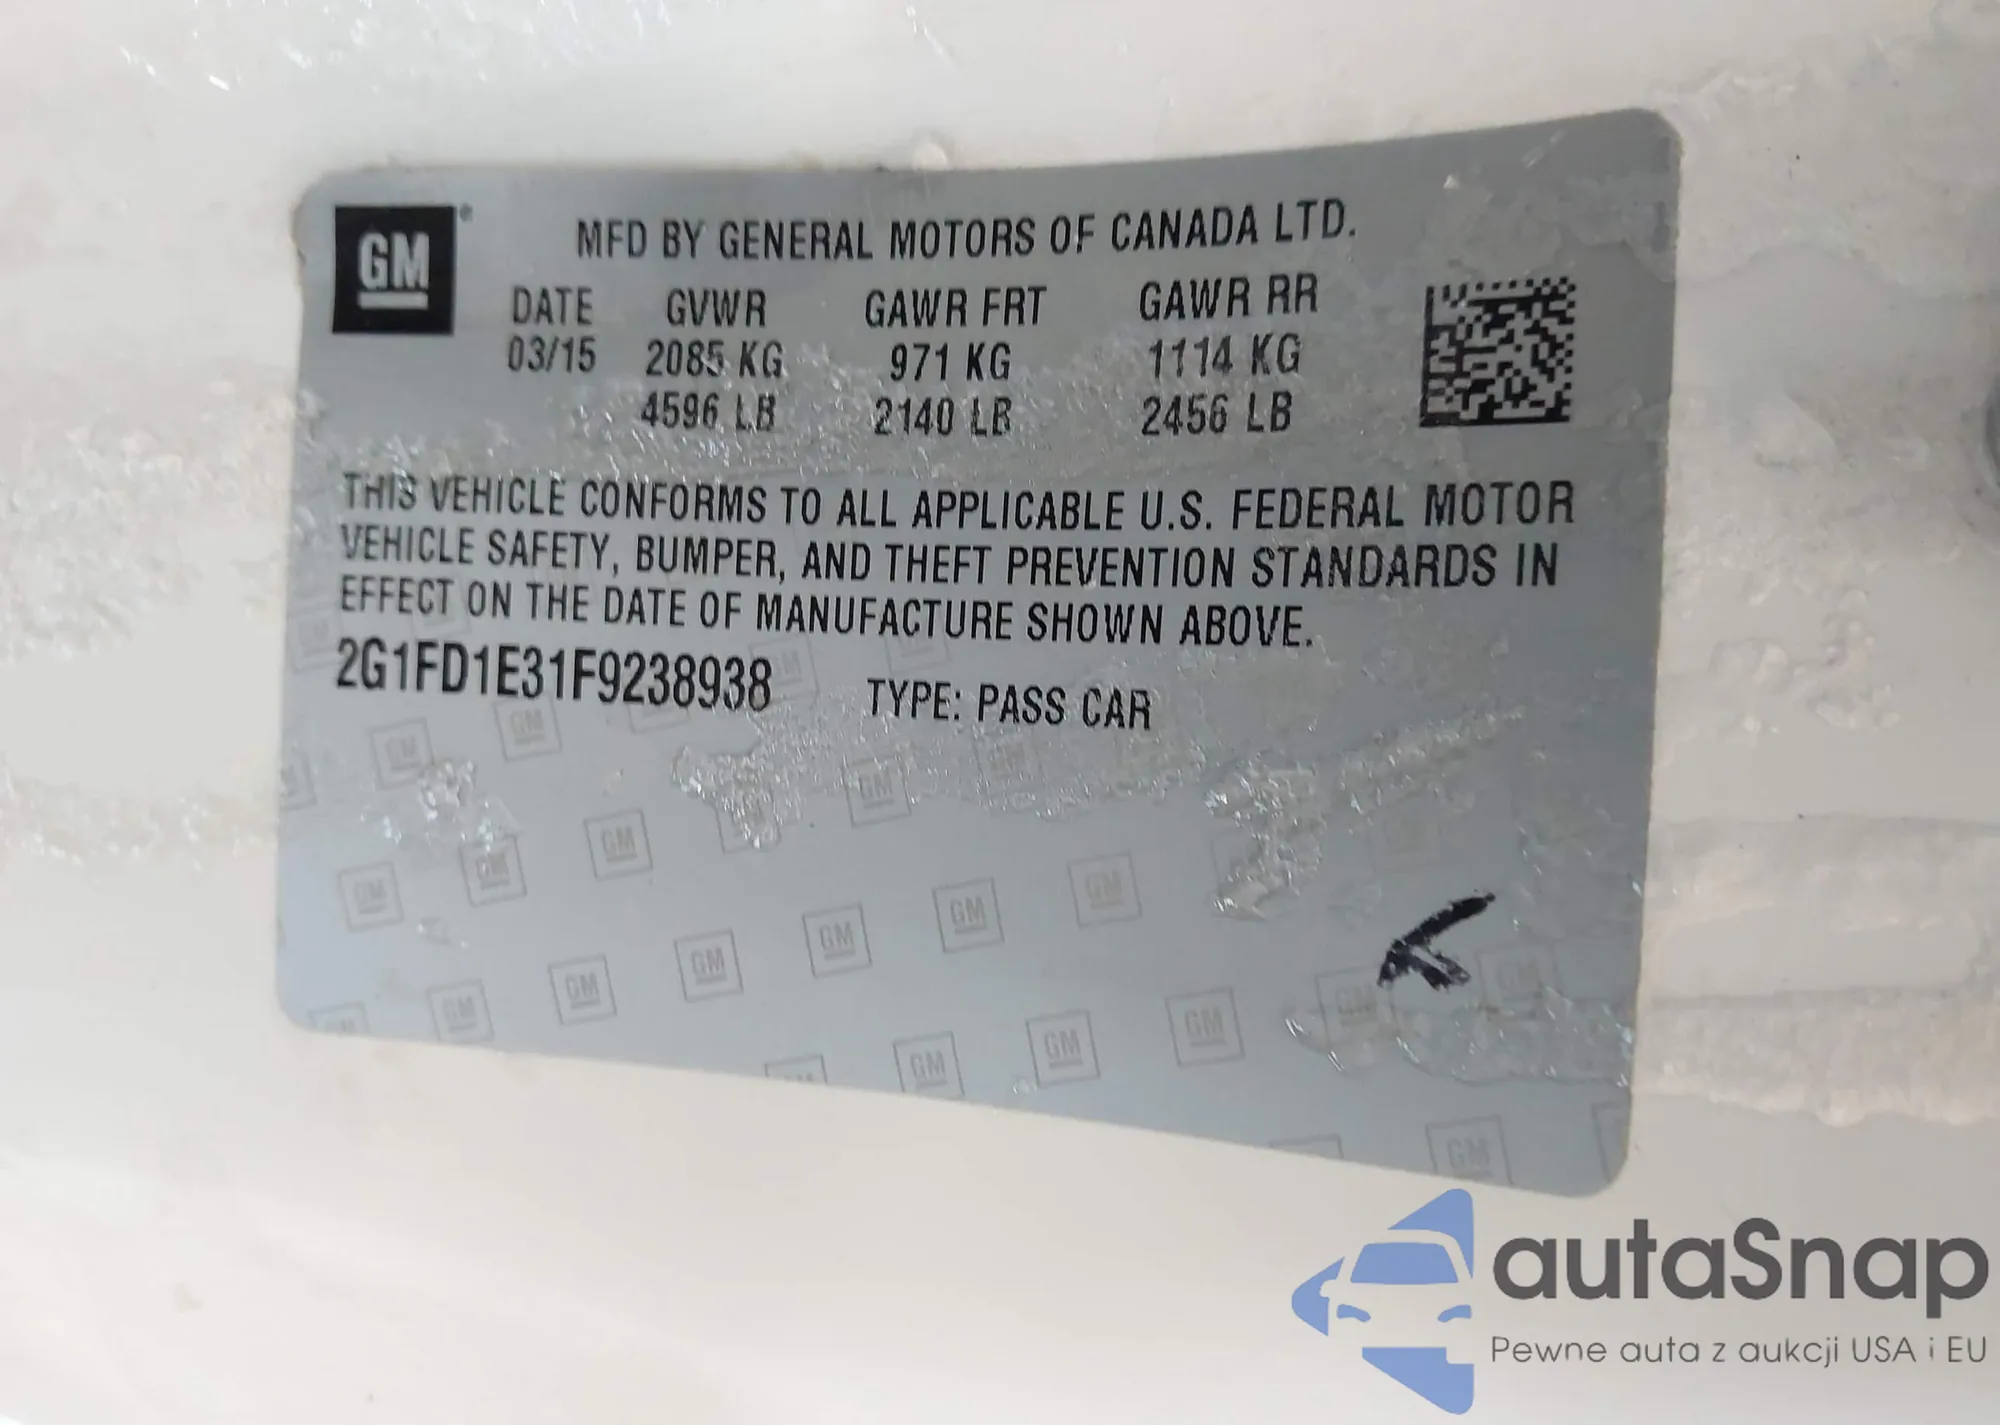 GM®
MFD BY GENERAL MOTORS OF CANADA LTD.
DATE GVWR GAWR FRT GAWR RR
03/15 2085 KG 971 KG 1114 KG
4596 LB 2140 LB 2456 LB
THIS VEHICLE CONFORMS TO ALL APPLICABLE U.S. FEDERAL MOTOR
VEHICLE SAFETY, BUMPER, AND THEFT PREVENTION STANDARDS IN
EFFECT ON THE DATE OF MANUFACTURE SHOWN ABOVE.
2G1FD1E31F9238938 TYPE: PASS CAR
autaSnap
Pewne auta z aukcji USA i EU